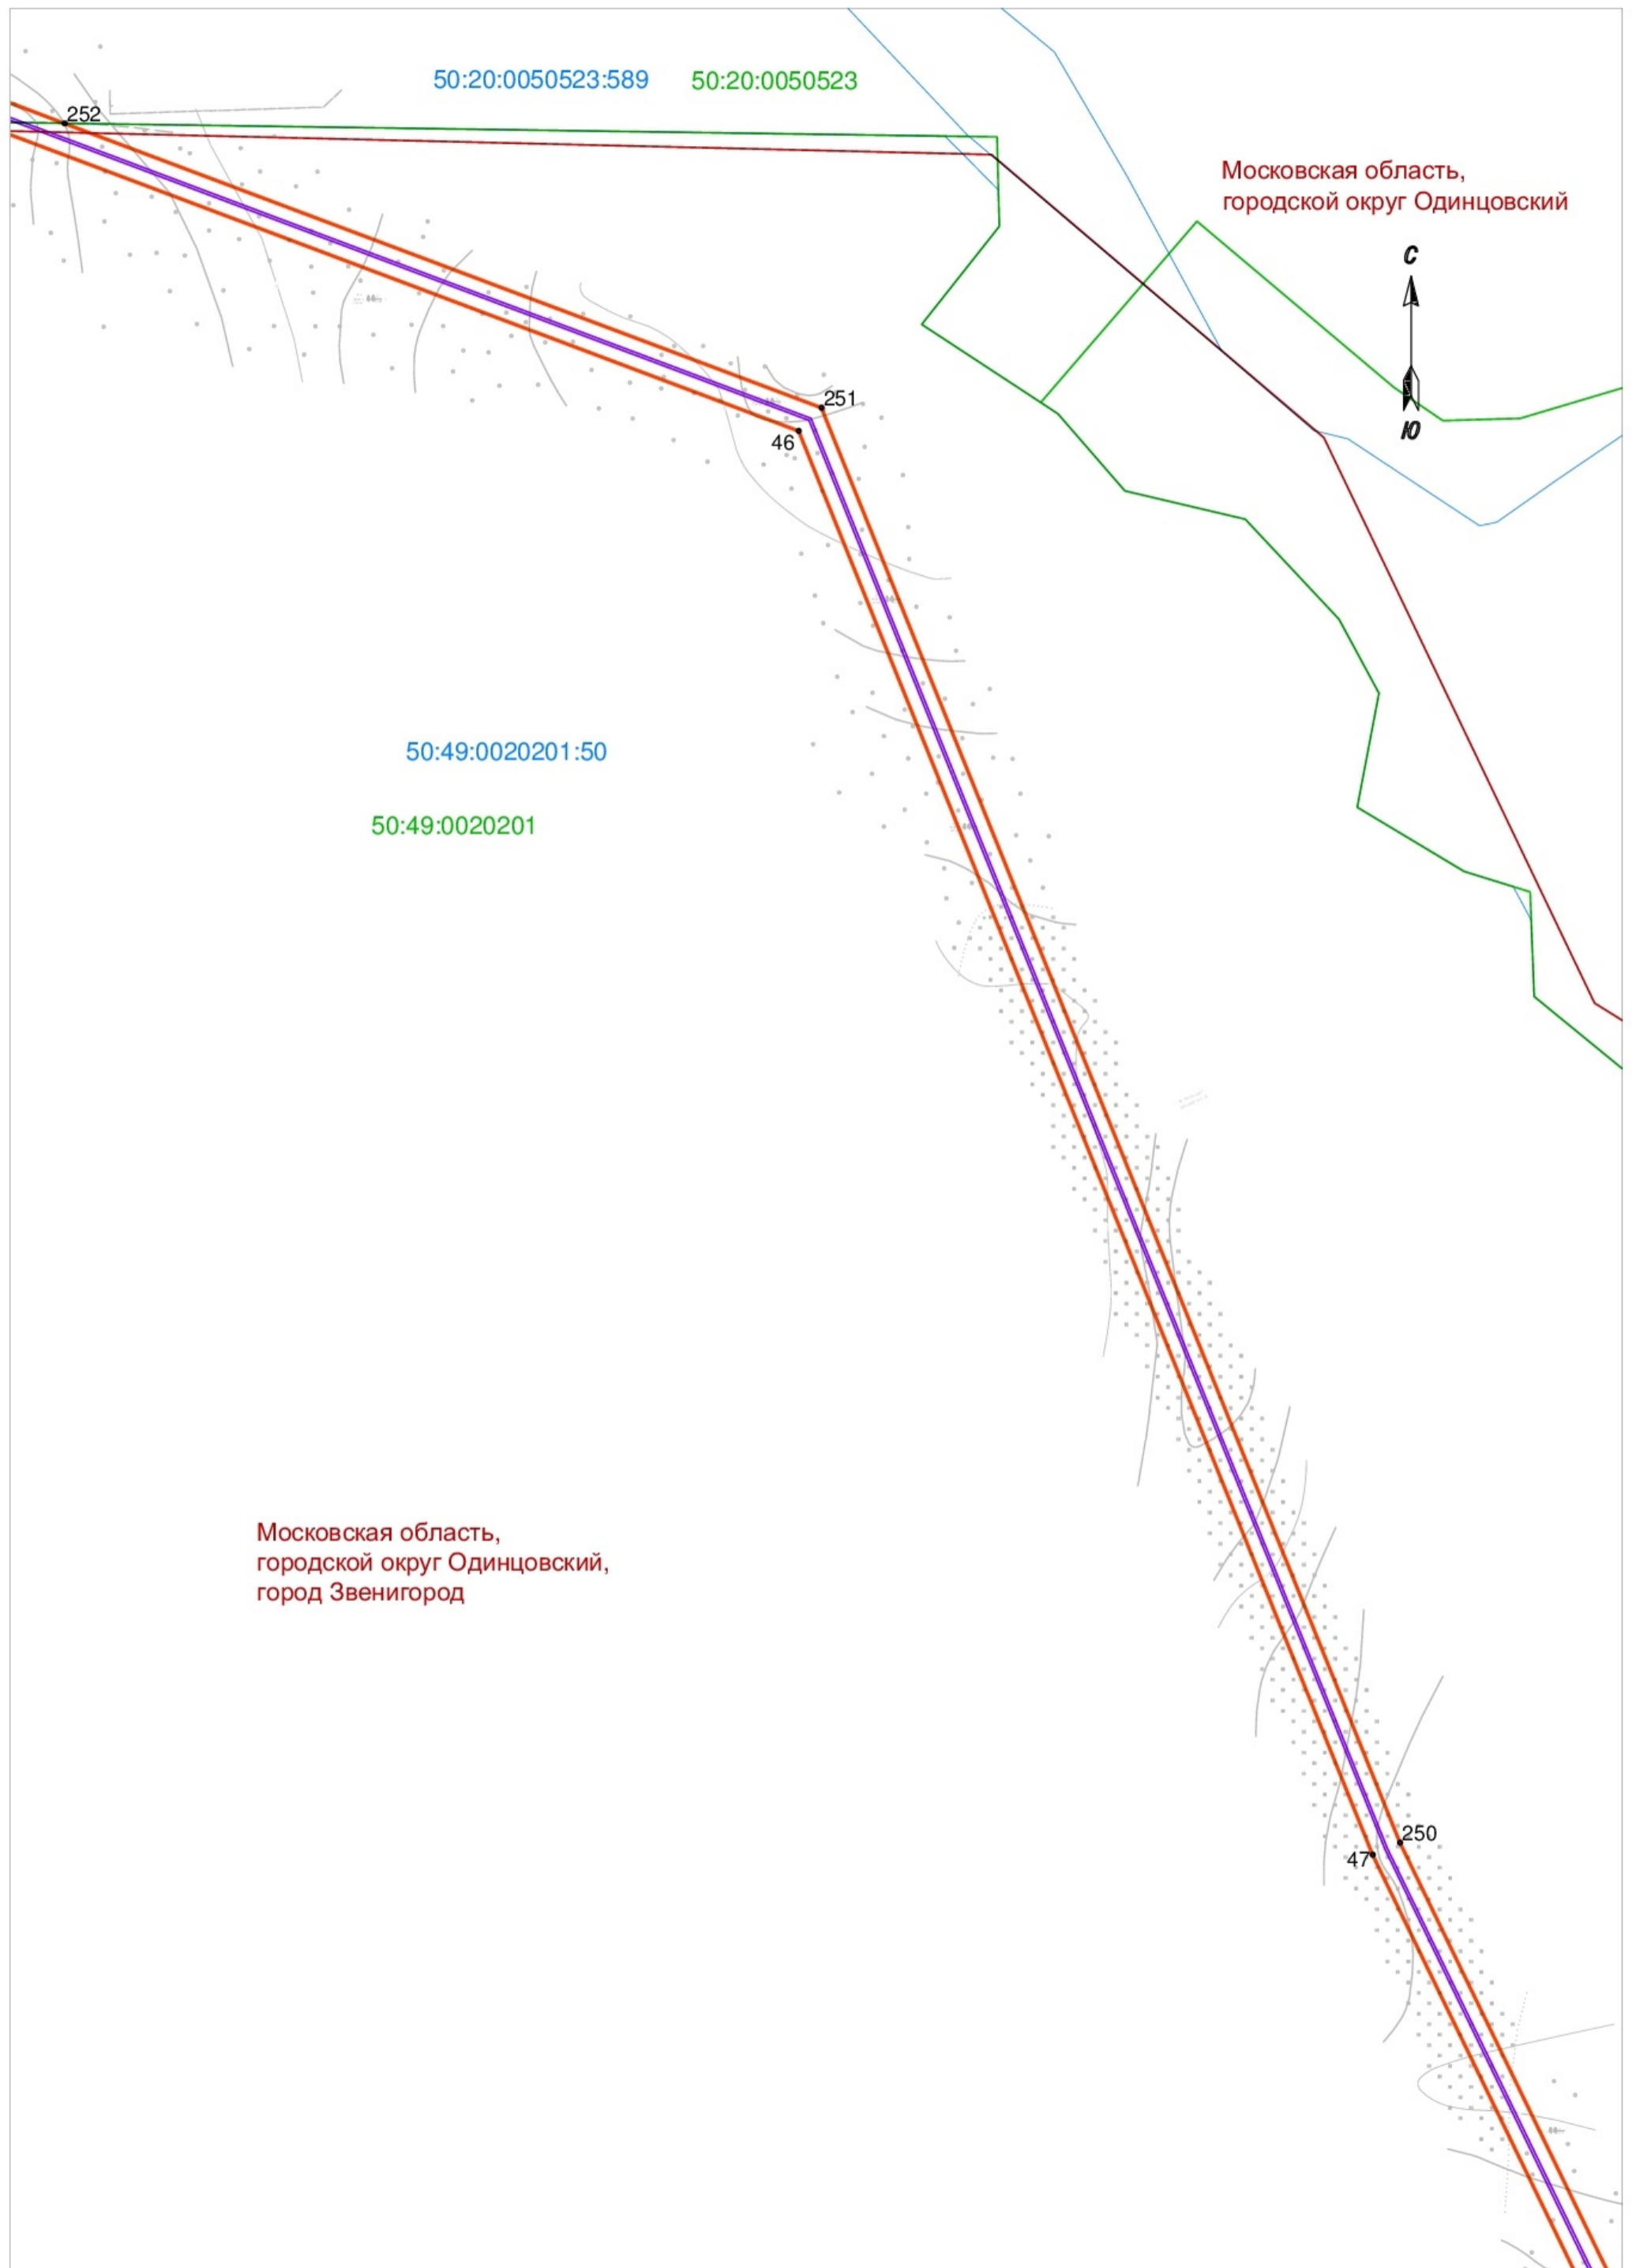 50:20:0050523:589
50:20:0050523
252
Московская область,
городской округ Одинцовский
С
Ю
251
46
50:49:0020201:50
50:49:0020201
Московская область,
городской округ Одинцовский,
город Звенигород
250
47